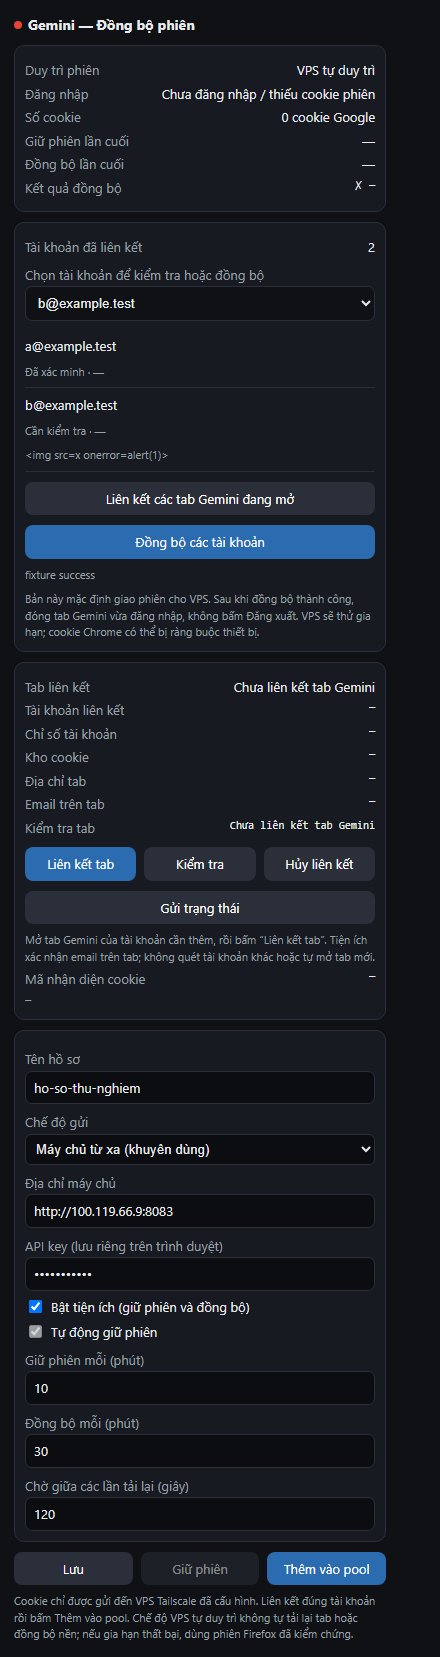 Gemini — Đồng bộ phiên
Duy trì phiên VPS tự duy trì
Đăng nhập Chưa đăng nhập / thiếu cookie phiên
Số cookie 0 cookie Google
Giữ phiên lần cuối —
Đồng bộ lần cuối —
Kết quả đồng bộ ✗ –
Tài khoản đã liên kết 2
Chọn tài khoản để kiểm tra hoặc đồng bộ
b@example.test
a@example.test
Đã xác minh · —
b@example.test
Cần kiểm tra · —
<img src=x onerror=alert(1)>
Liên kết các tab Gemini đang mở
Đồng bộ các tài khoản
fixture success
Bản này mặc định giao phiên cho VPS. Sau khi đồng bộ thành công,
đóng tab Gemini vừa đăng nhập, không bấm Đăng xuất. VPS sẽ thử gia
hạn; cookie Chrome có thể bị ràng buộc thiết bị.
Tab liên kết Chưa liên kết tab Gemini
Tài khoản liên kết –
Chỉ số tài khoản –
Kho cookie –
Địa chỉ tab –
Email trên tab –
Kiểm tra tab Chưa liên kết tab Gemini
Liên kết tab Kiểm tra Hủy liên kết
Gửi trạng thái
Mở tab Gemini của tài khoản cần thêm, rồi bấm “Liên kết tab”. Tiện ích
xác nhận email trên tab; không quét tài khoản khác hoặc tự mở tab mới.
Mã nhận diện cookie –
–
Tên hồ sơ
ho-so-thu-nghiem
Chế độ gửi
Máy chủ từ xa (khuyên dùng)
Địa chỉ máy chủ
http://100.119.66.9:8083
API key (lưu riêng trên trình duyệt)
•••••••••••
Bật tiện ích (giữ phiên và đồng bộ)
Tự động giữ phiên
Giữ phiên mỗi (phút)
10
Đồng bộ mỗi (phút)
30
Chờ giữa các lần tải lại (giây)
120
Lưu Giữ phiên Thêm vào pool
Cookie chỉ được gửi đến VPS Tailscale đã cấu hình. Liên kết đúng tài khoản
rồi bấm Thêm vào pool. Chế độ VPS tự duy trì không tự tải lại tab hoặc
đồng bộ nền; nếu gia hạn thất bại, dùng phiên Firefox đã kiểm chứng.